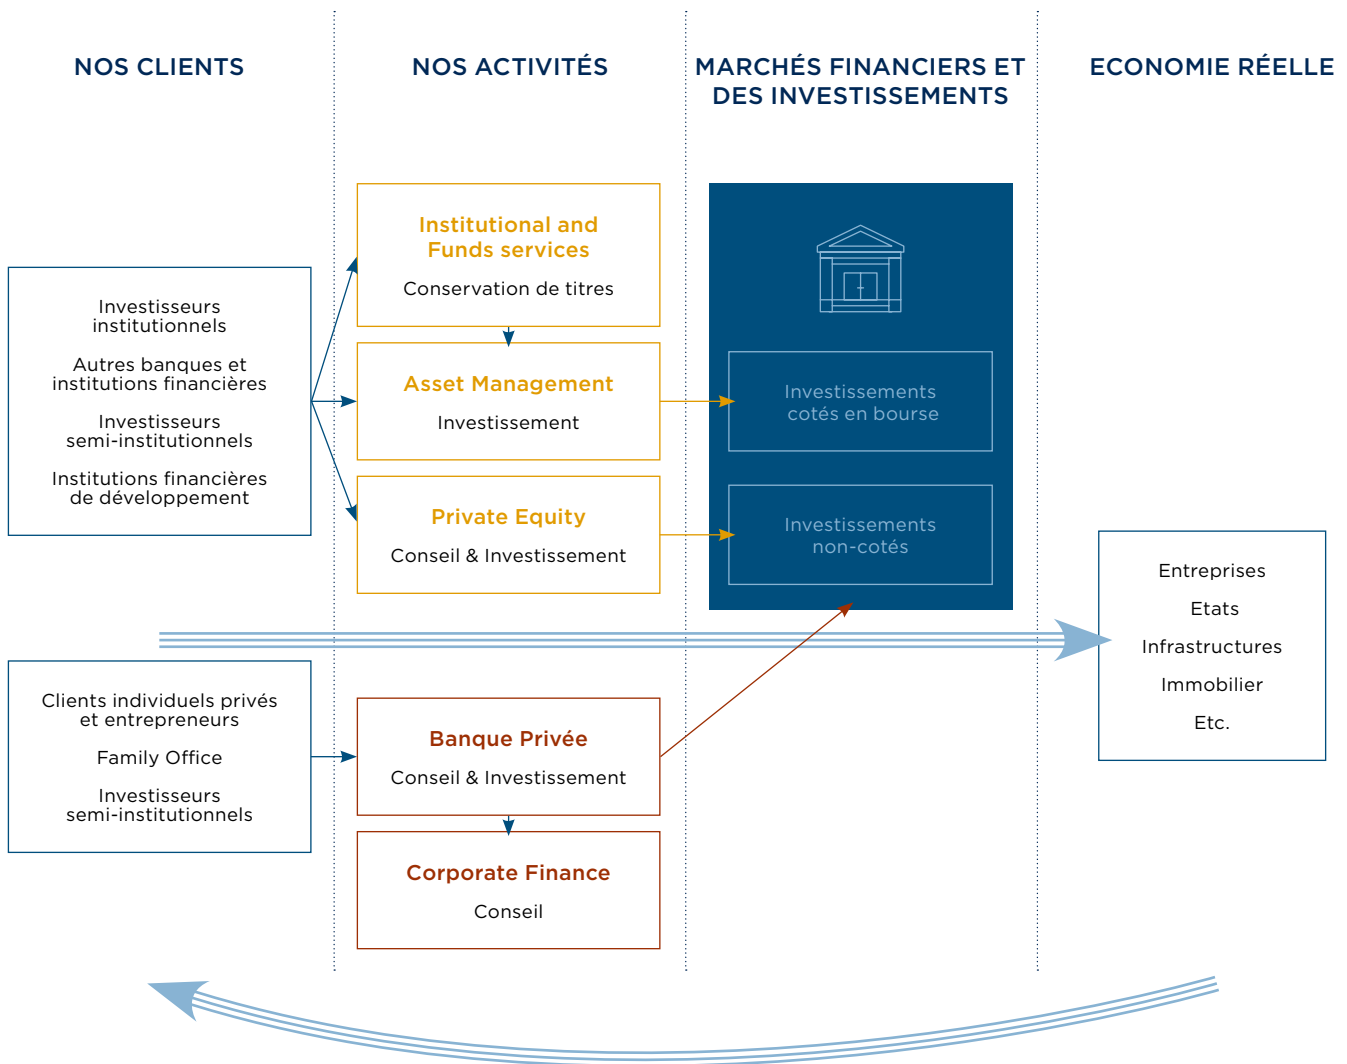 NOS CLIENTS
NOS ACTIVITÉS
MARCHÉS FINANCIERS ET
DES INVESTISSEMENTS
ECONOMIE RÉELLE
Investisseurs
institutionnels
Autres banques et
institutions financières
Investisseurs
semi-institutionnels
Institutions financières
de développement
Clients individuels privés
et entrepreneurs
Family Office
Investisseurs
semi-institutionnels
Institutional and
Funds services
Conservation de titres
Asset Management
Investissement
Private Equity
Conseil & Investissement
Banque Privée
Conseil & Investissement
Corporate Finance
Conseil
Investissements
cotés en bourse
Investissements
non-cotés
Entreprises
Etats
Infrastructures
Immobilier
Etc.